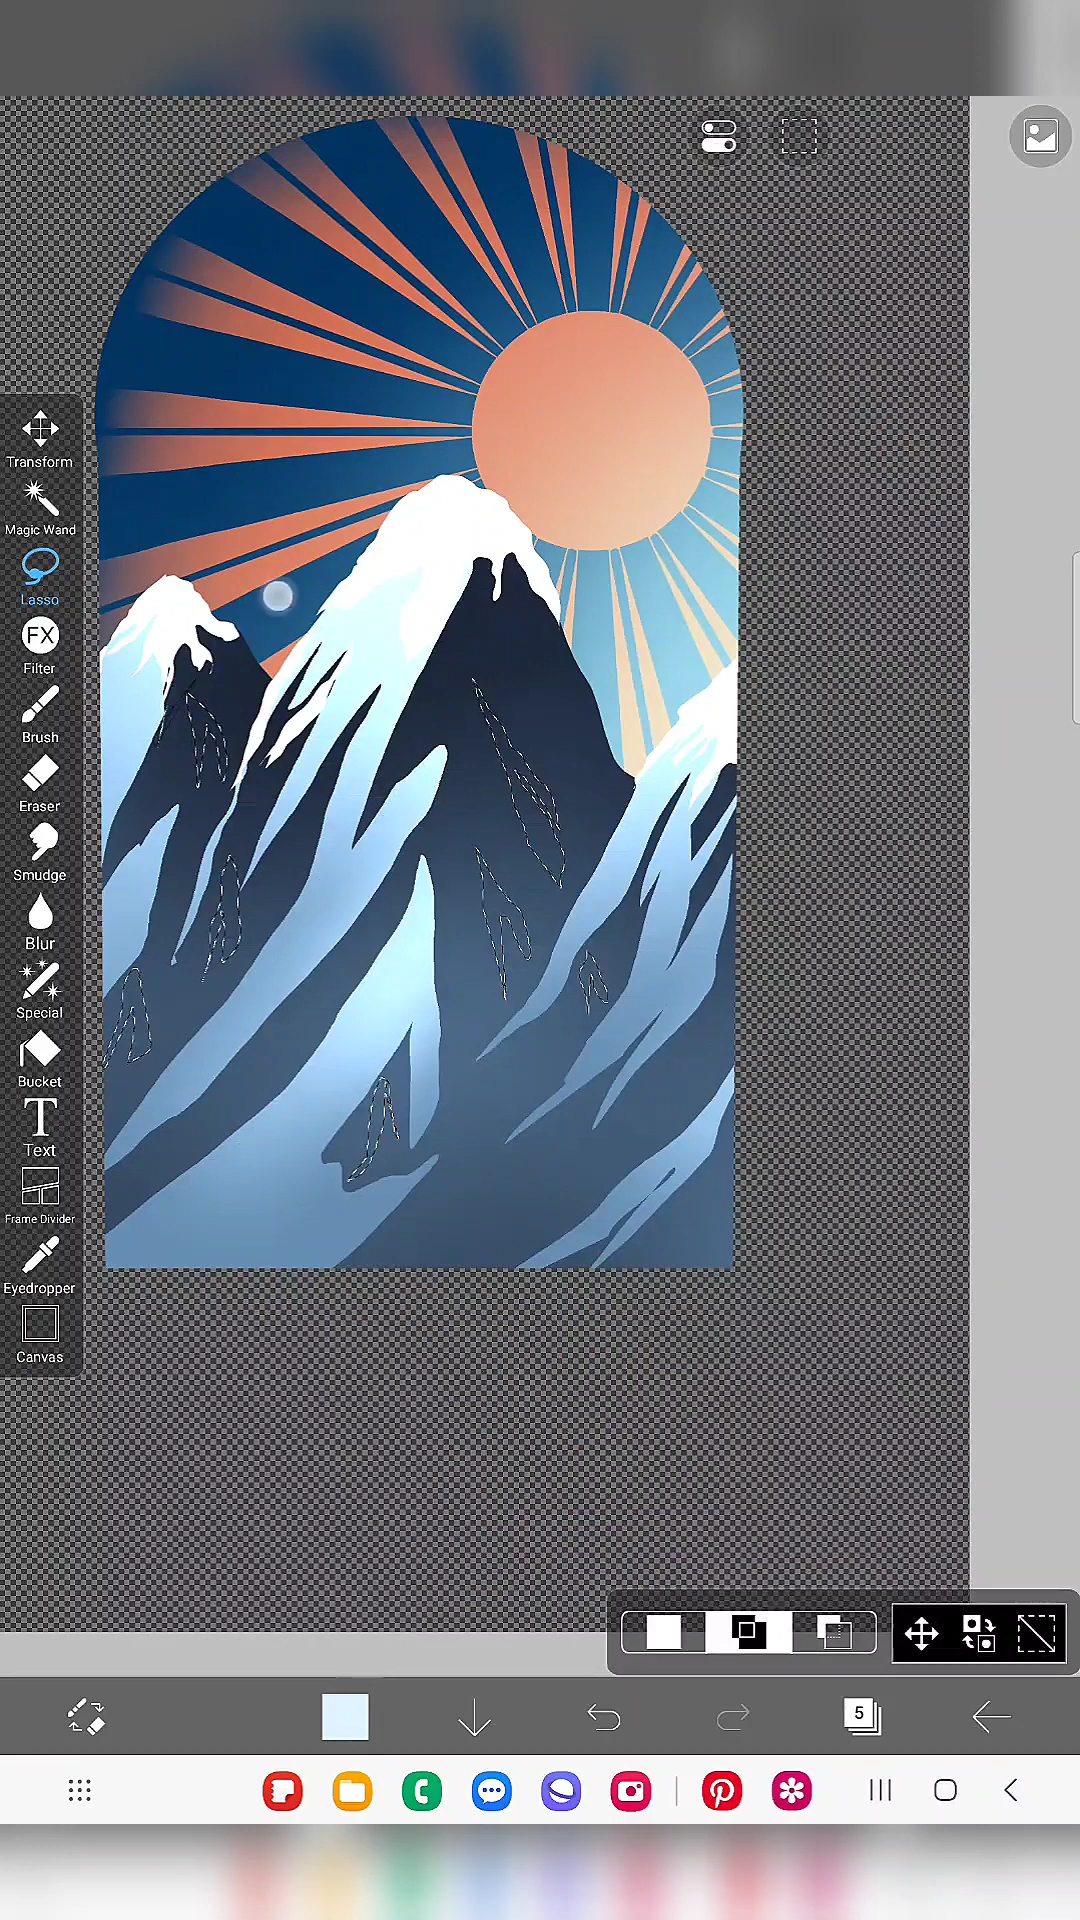 Transform
Magic Wand
Lasso
FX
Filter
Brush
Eraser
Smudge
Blur
Special
Bucket
T
Text
Frame Divider
Eyedropper
Canvas
5